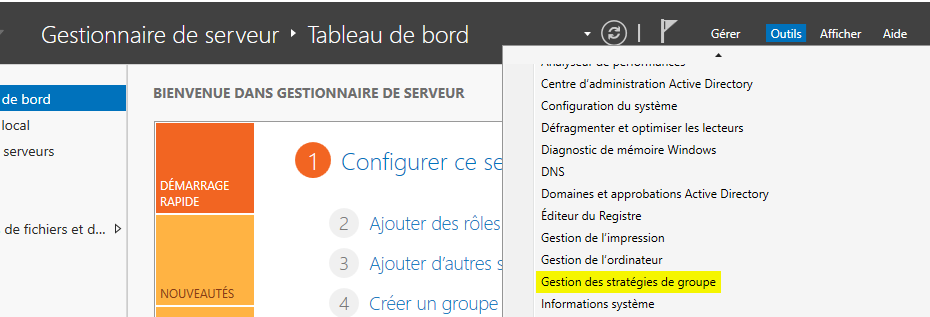 Gestionnaire de serveur ‣ Tableau de bord
Gérer
Outils
Afficher
Aide
de bord
local
serveurs
de fichiers et d...
BIENVENUE DANS GESTIONNAIRE DE SERVEUR
DÉMARRAGE
RAPIDE
NOUVEAUTÉS
1 Configurer ce se
2 Ajouter des rôles
3 Ajouter d'autres s
4 Créer un groupe
Analyseur de performances
Centre d'administration Active Directory
Configuration du système
Défragmenter et optimiser les lecteurs
Diagnostic de mémoire Windows
DNS
Domaines et approbations Active Directory
Éditeur du Registre
Gestion de l'impression
Gestion de l'ordinateur
Gestion des stratégies de groupe
Informations système